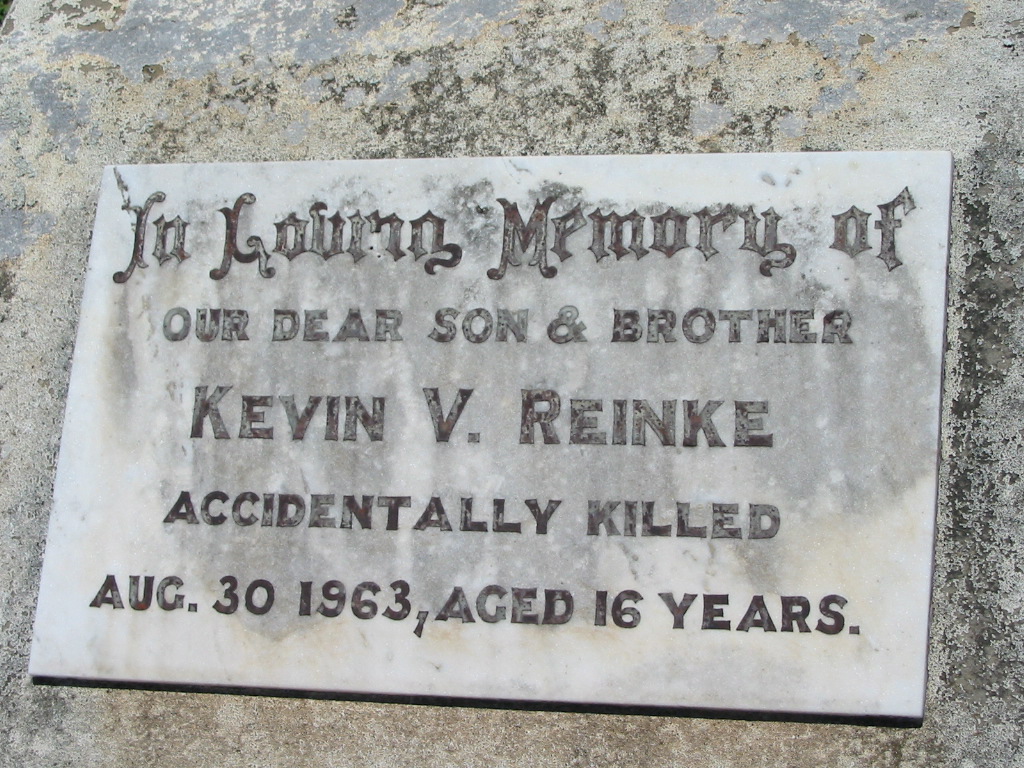 In Loving Memory of
OUR DEAR SON & BROTHER
KEVIN V. REINKE
ACCIDENTALLY KILLED
AUG. 30 1963, AGED 16 YEARS.